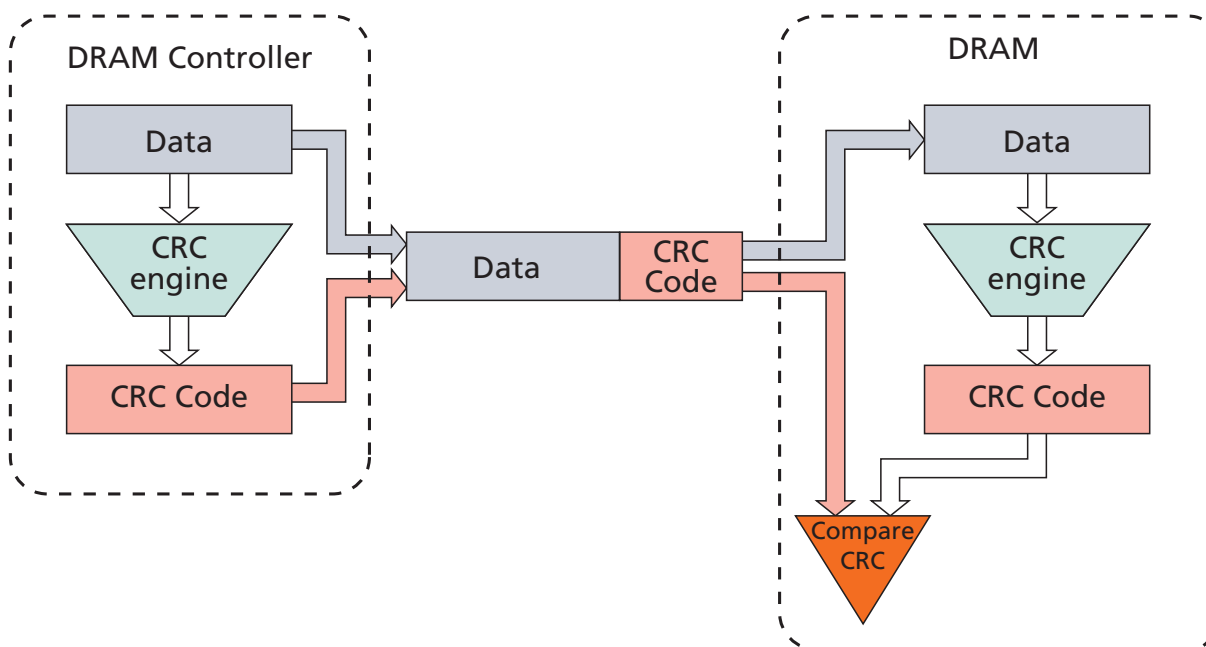 DRAM Controller
Data
CRC
engine
CRC Code
Data
CRC
Code
DRAM
Data
CRC
engine
CRC Code
Compare
CRC